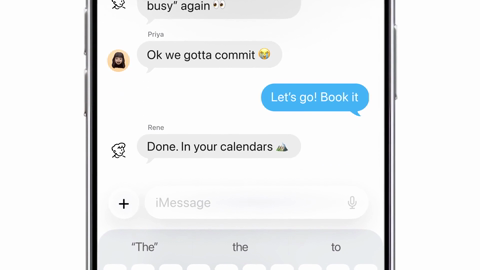 busy” again 👀
Priya
Ok we gotta commit 😭
Let’s go! Book it
Rene
Done. In your calendars 🏕️
iMessage
“The” the to